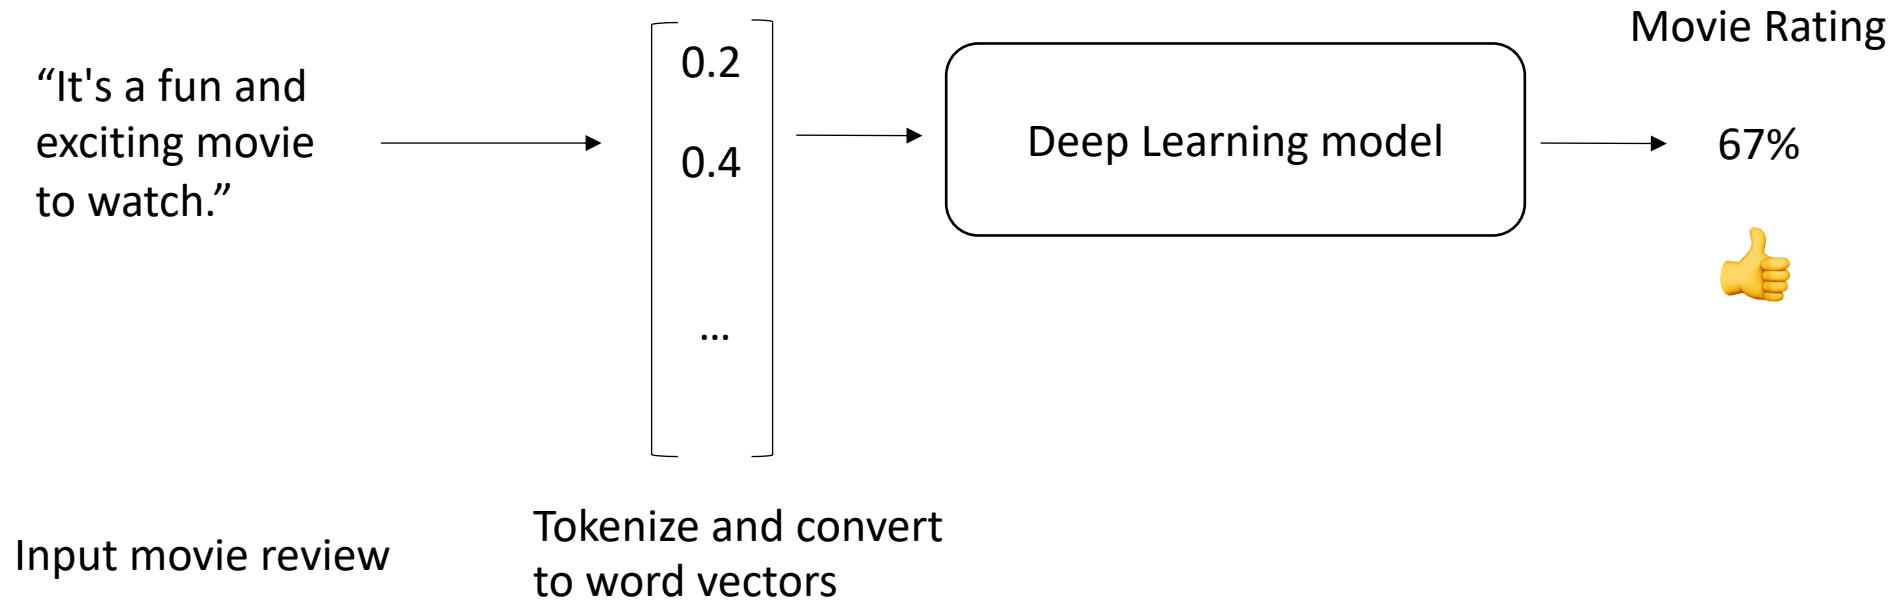 “It's a fun and
exciting movie
to watch.”
0.2
0.4
...
Deep Learning model
Movie Rating
67%
Input movie review
Tokenize and convert
to word vectors